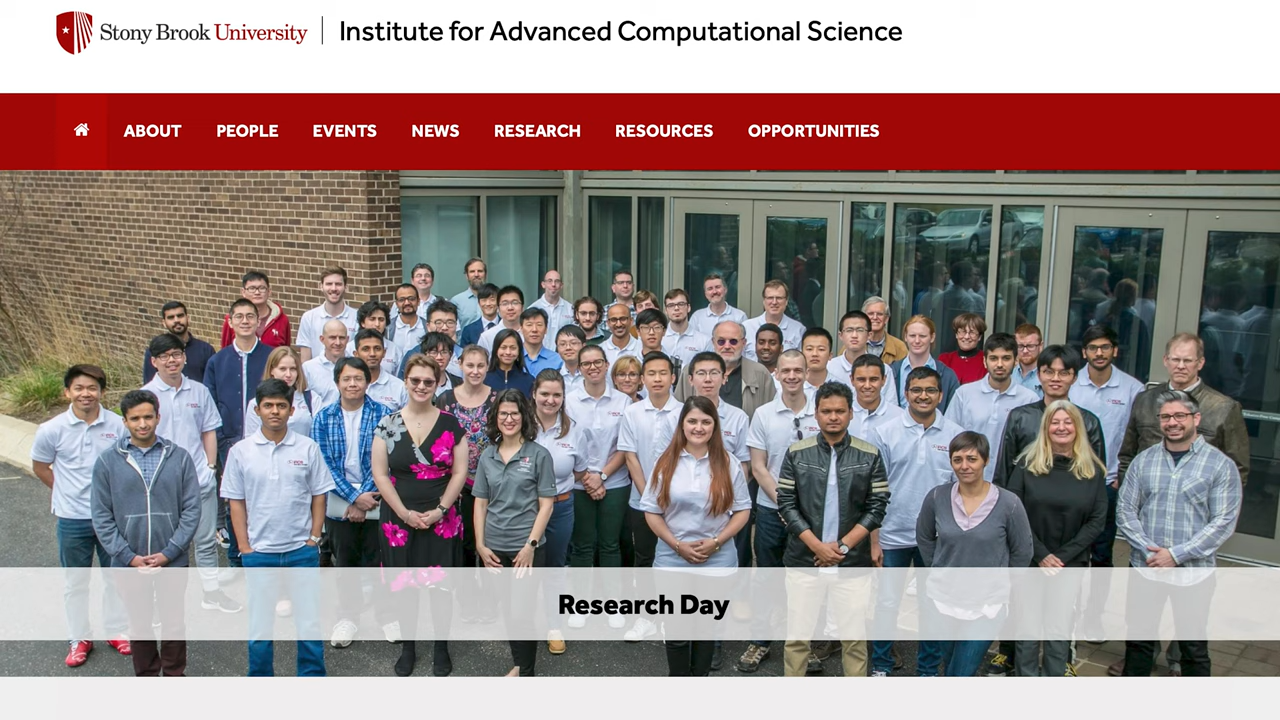 Stony Brook University
Institute for Advanced Computational Science
ABOUT PEOPLE EVENTS NEWS RESEARCH RESOURCES OPPORTUNITIES
Research Day